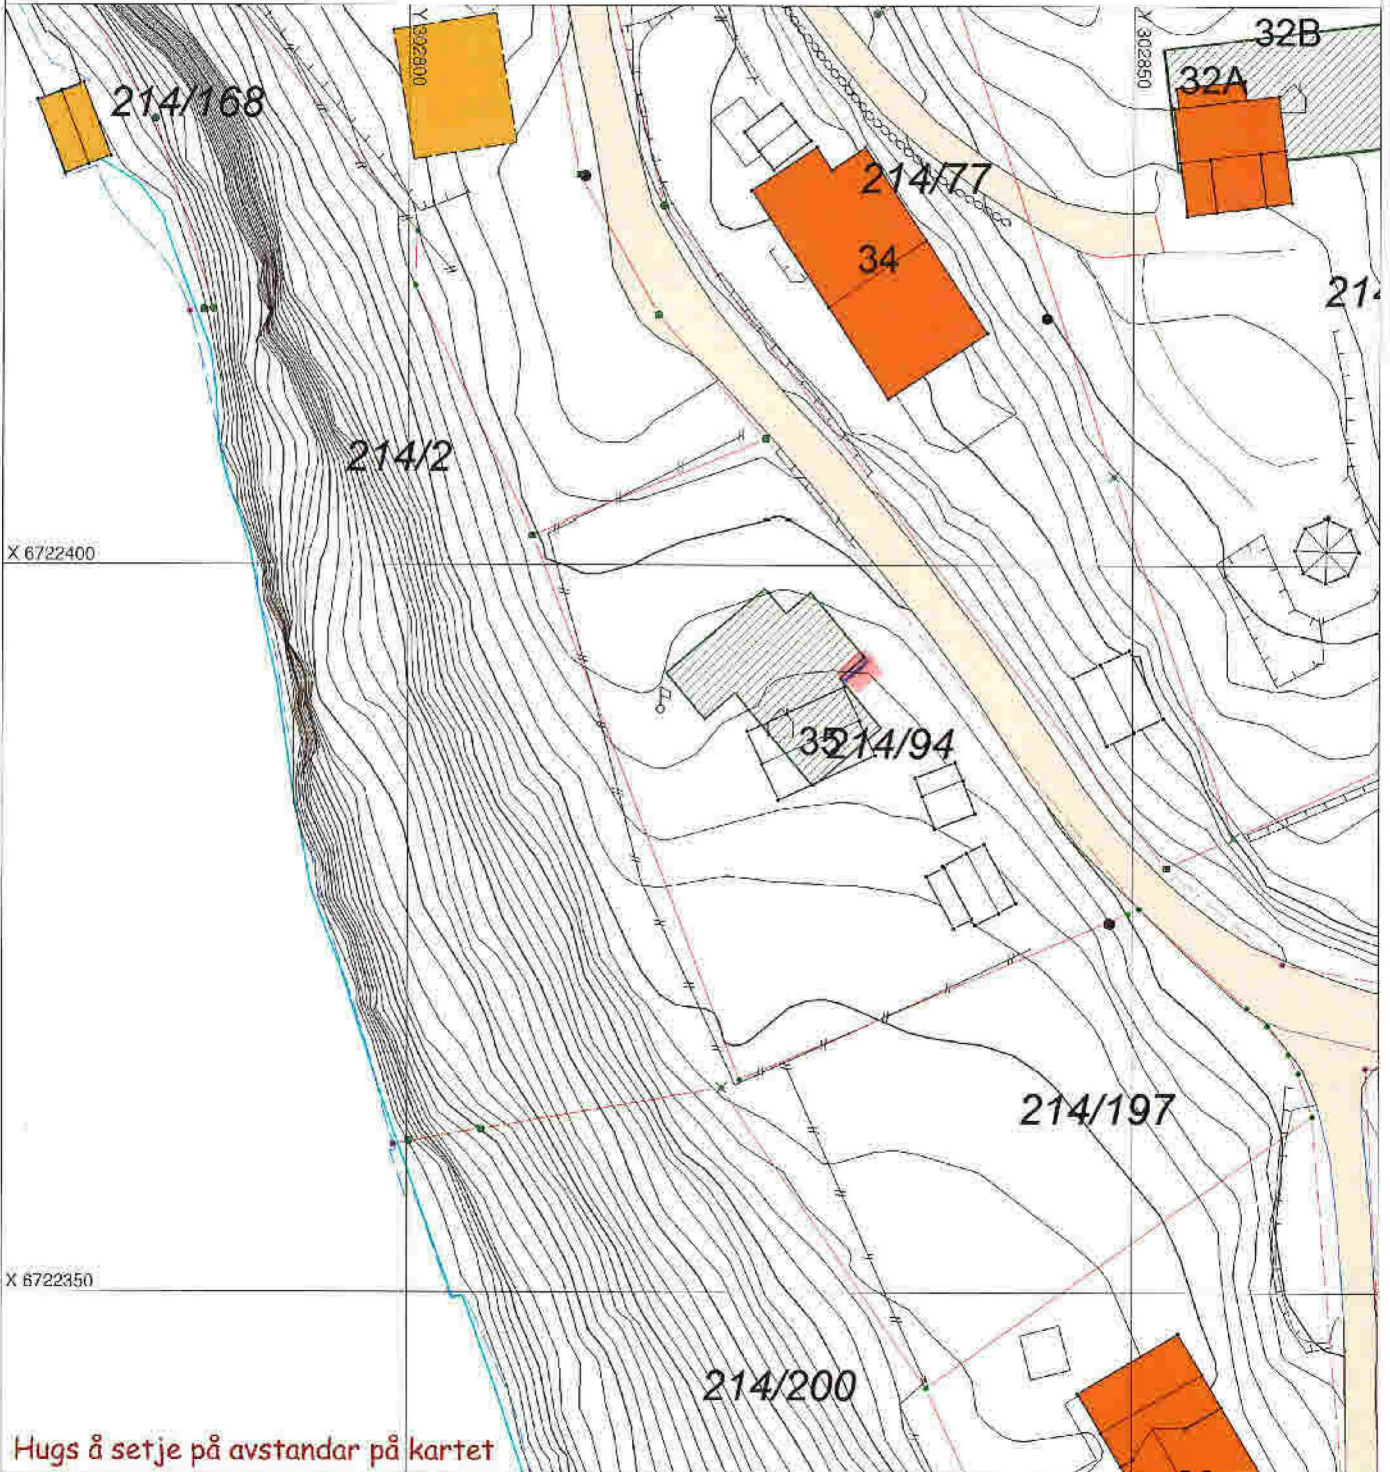 Y 302800
Y 302850
32B
32A
214/168
214/77
34
214/2
X 6722400
35
214/94
214/197
X 6722350
214/200
Hugs å setje på avstandar på kartet